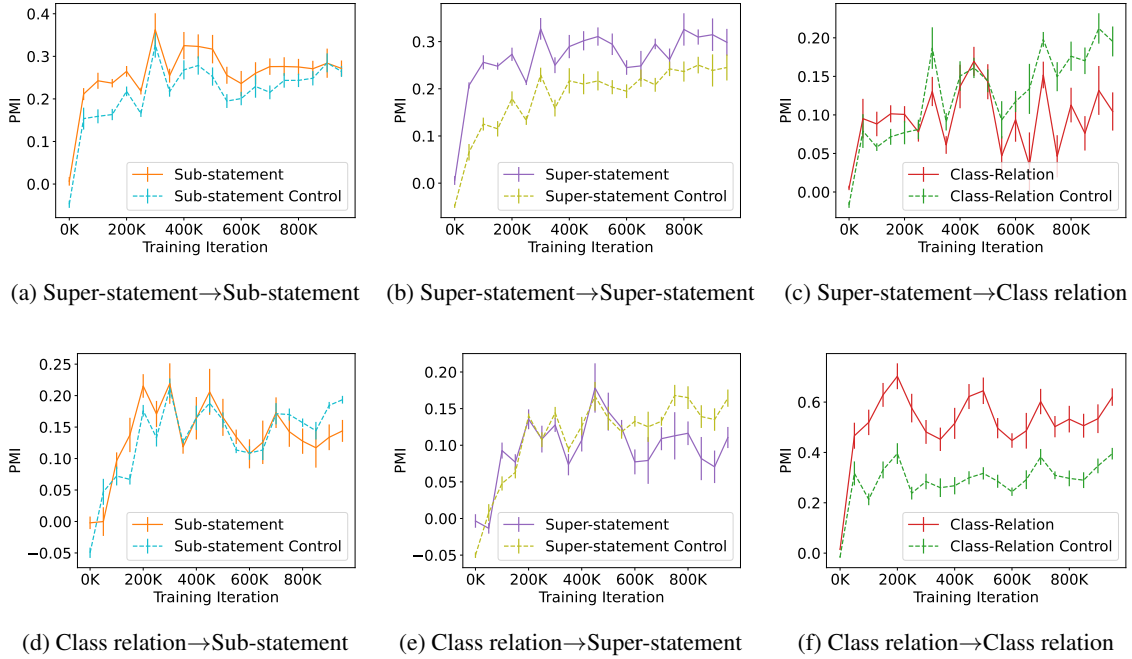 0.4
0.3
0.2
0.1
0.0
PMI
Sub-statement
Sub-statement Control
0K 200K 400K 600K 800K
Training Iteration
(a) Super-statement→Sub-statement
0.3
0.2
0.1
0.0
PMI
Super-statement
Super-statement Control
0K 200K 400K 600K 800K
Training Iteration
(b) Super-statement→Super-statement
0.20
0.15
0.10
0.05
0.00
PMI
Class-Relation
Class-Relation Control
0K 200K 400K 600K 800K
Training Iteration
(c) Super-statement→Class relation
0.25
0.20
0.15
0.10
0.05
0.00
−0.05
PMI
Sub-statement
Sub-statement Control
0K 200K 400K 600K 800K
Training Iteration
(d) Class relation→Sub-statement
0.20
0.15
0.10
0.05
0.00
−0.05
PMI
Super-statement
Super-statement Control
0K 200K 400K 600K 800K
Training Iteration
(e) Class relation→Super-statement
0.6
0.4
0.2
0.0
PMI
Class-Relation
Class-Relation Control
0K 200K 400K 600K 800K
Training Iteration
(f) Class relation→Class relation